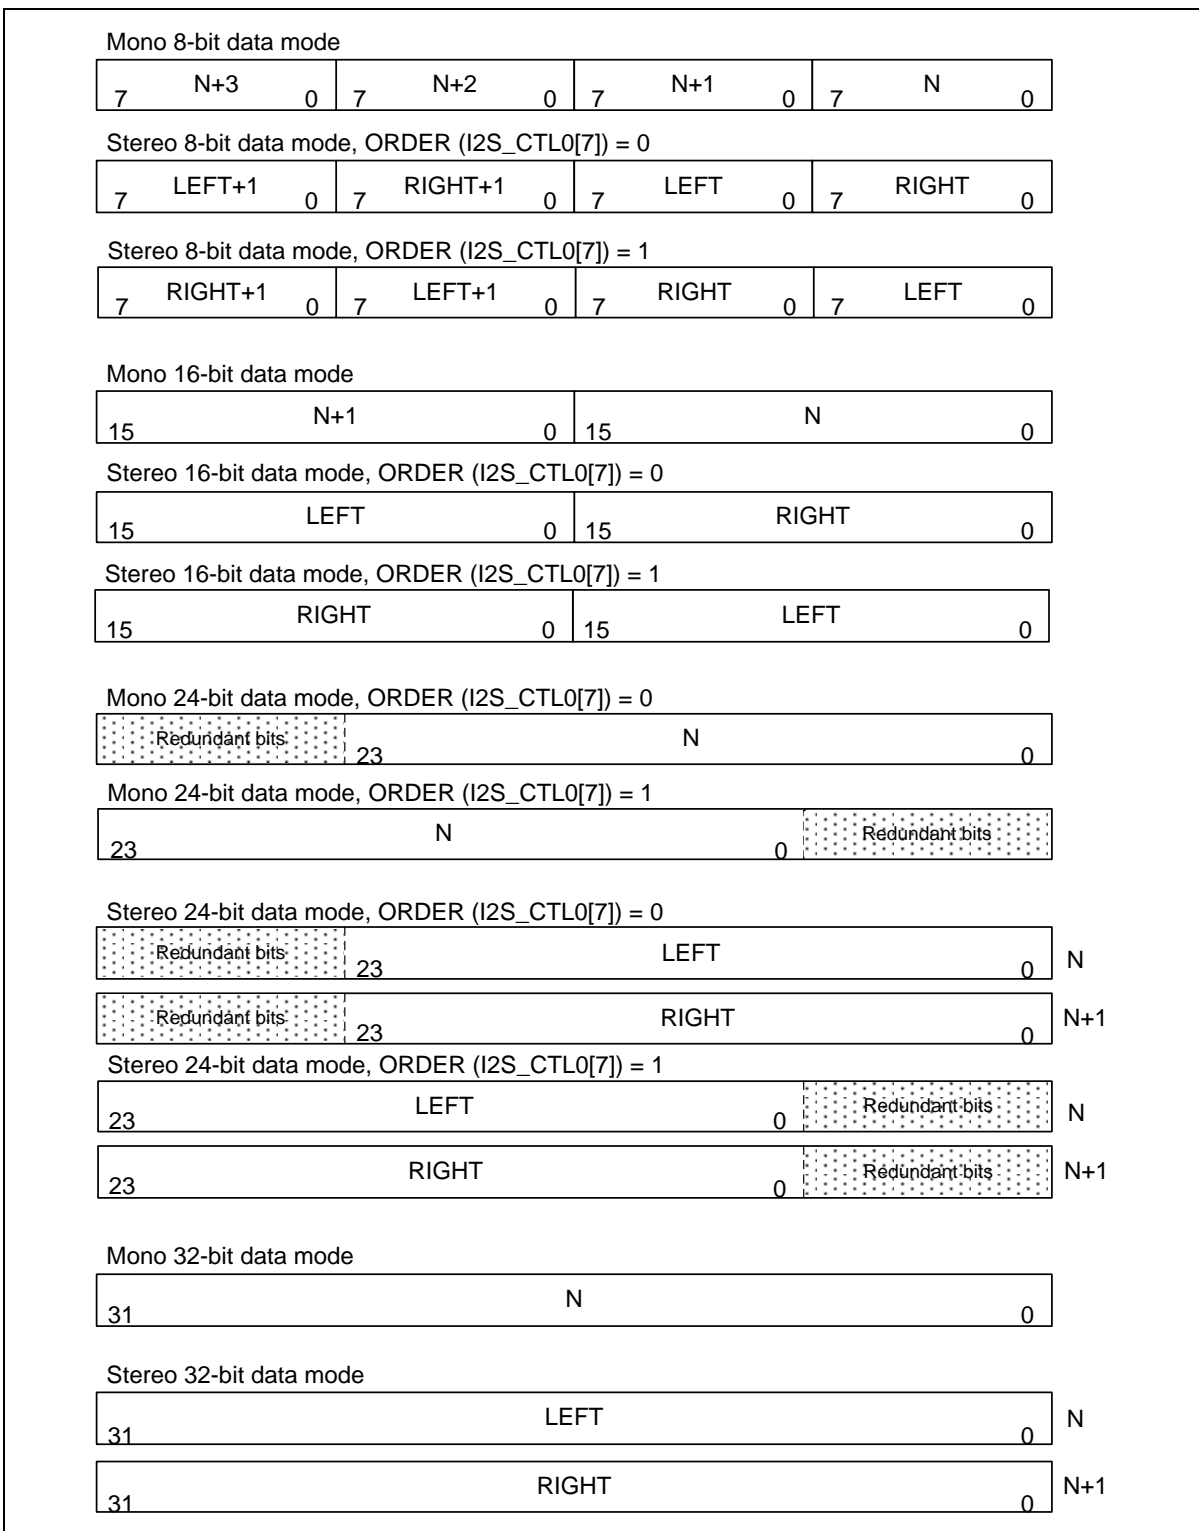 Mono 8-bit data mode
7 N+3 0 7 N+2 0 7 N+1 0 7 N 0
Stereo 8-bit data mode, ORDER (I2S_CTL0[7]) = 0
7 LEFT+1 0 7 RIGHT+1 0 7 LEFT 0 7 RIGHT 0
Stereo 8-bit data mode, ORDER (I2S_CTL0[7]) = 1
7 RIGHT+1 0 7 LEFT+1 0 7 RIGHT 0 7 LEFT 0
Mono 16-bit data mode
15 N+1 0 15 N 0
Stereo 16-bit data mode, ORDER (I2S_CTL0[7]) = 0
15 LEFT 0 15 RIGHT 0
Stereo 16-bit data mode, ORDER (I2S_CTL0[7]) = 1
15 RIGHT 0 15 LEFT 0
Mono 24-bit data mode, ORDER (I2S_CTL0[7]) = 0
Redundant bits 23 N 0
Mono 24-bit data mode, ORDER (I2S_CTL0[7]) = 1
23 N 0 Redundant bits
Stereo 24-bit data mode, ORDER (I2S_CTL0[7]) = 0
Redundant bits 23 LEFT 0 N
Redundant bits 23 RIGHT 0 N+1
Stereo 24-bit data mode, ORDER (I2S_CTL0[7]) = 1
23 LEFT 0 Redundant bits N
23 RIGHT 0 Redundant bits N+1
Mono 32-bit data mode
31 N 0
Stereo 32-bit data mode
31 LEFT 0 N
31 RIGHT 0 N+1